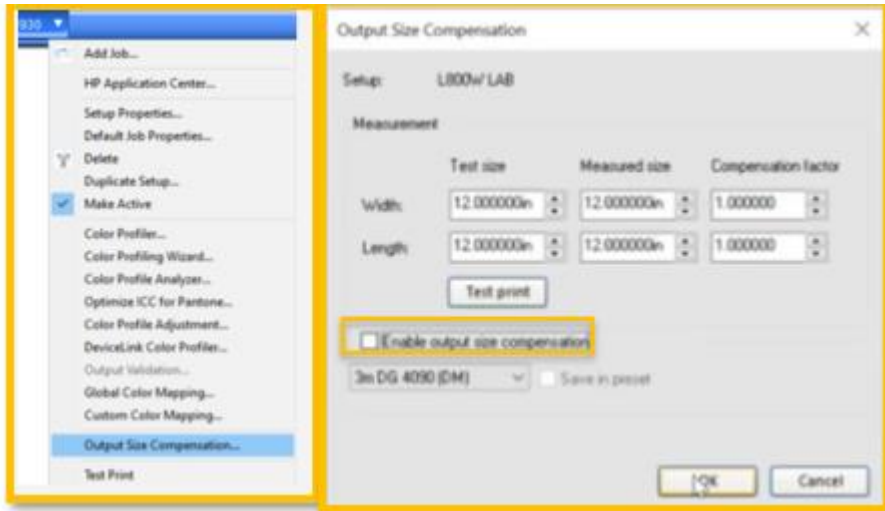 930
Add Job...
HP Application Center...
Setup Properties...
Default Job Properties...
Delete
Duplicate Setup...
Make Active
Color Profiler...
Color Profiling Wizard...
Color Profile Analyzer...
Optimize ICC for Pantone...
Color Profile Adjustment...
DeviceLink Color Profiler...
Output Validation...
Global Color Mapping...
Custom Color Mapping...
Output Size Compensation...
Test Print
Output Size Compensation
Setup: L800W LAB
Measurement
Test size Measured size Compensation factor
Width: 12.000000in 12.000000in 1.000000
Length: 12.000000in 12.000000in 1.000000
Test print
Enable output size compensation
3m DG 4090 (DM) Save in preset
OK Cancel